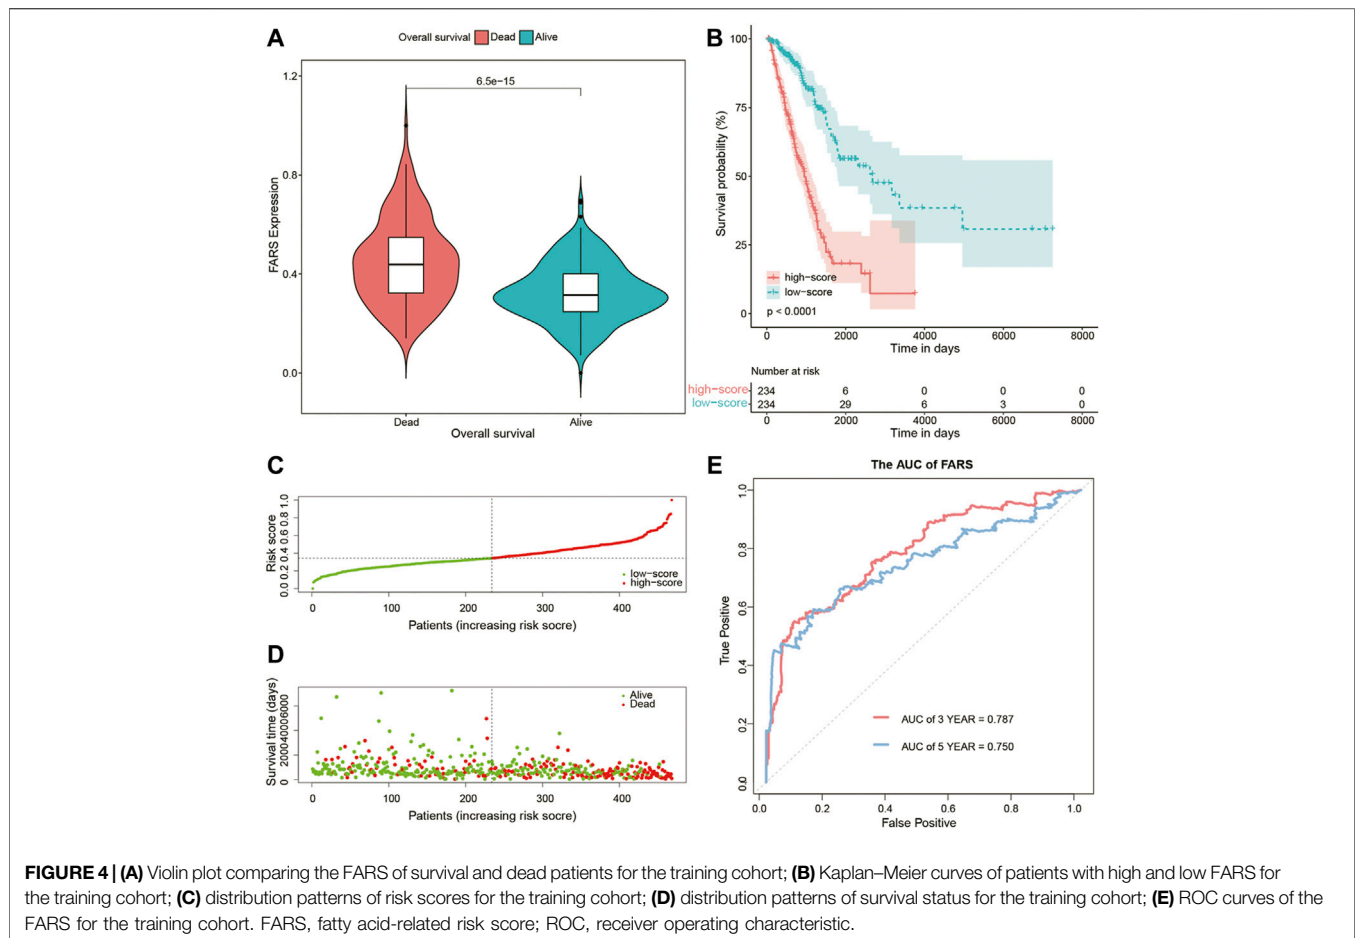 A
Overall survival Dead Alive
1.2
0.8
0.4
0.0
FARS Expression
6.5e−15
Dead Alive
Overall survival
B
100
75
50
25
0
Survival probability (%)
high−score
low−score
p < 0.0001
0 2000 4000 6000 8000
Time in days
Number at risk
high−score 234 6 0 0 0
low−score 234 29 6 3 0
0 2000 4000 6000 8000
Time in days
C
Risk score
0.0 0.2 0.4 0.6 0.8 1.0
low−score
high−score
0 100 200 300 400
Patients (increasing risk socre)
D
Survival time (days)
0 2000 4000 6000
Alive
Dead
0 100 200 300 400
Patients (increasing risk socre)
E
The AUC of FARS
True Positive
0.0 0.2 0.4 0.6 0.8 1.0
AUC of 3 YEAR = 0.787
AUC of 5 YEAR = 0.750
0.0 0.2 0.4 0.6 0.8 1.0
False Positive
FIGURE 4 | (A) Violin plot comparing the FARS of survival and dead patients for the training cohort; (B) Kaplan–Meier curves of patients with high and low FARS for
the training cohort; (C) distribution patterns of risk scores for the training cohort; (D) distribution patterns of survival status for the training cohort; (E) ROC curves of the
FARS for the training cohort. FARS, fatty acid-related risk score; ROC, receiver operating characteristic.